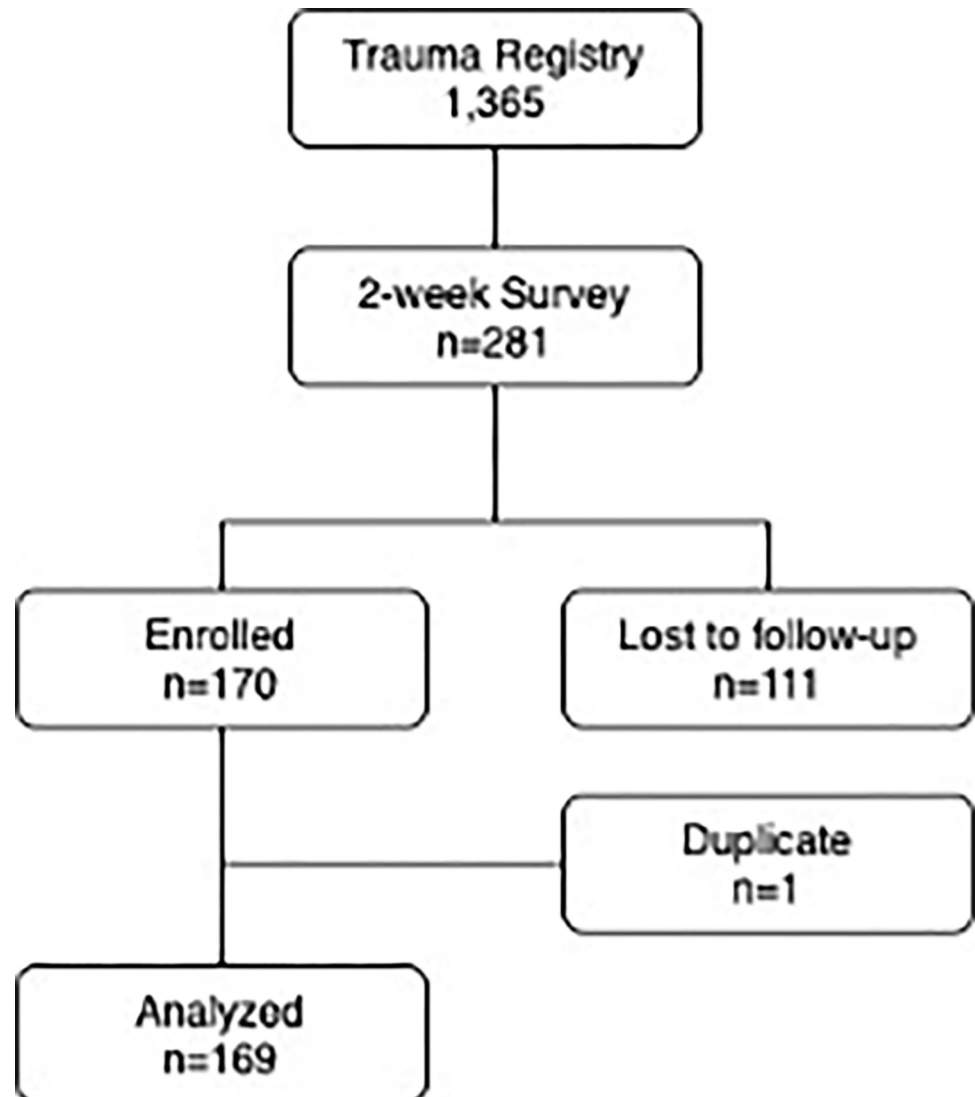 Trauma Registry
1,365
2-week Survey
n=281
Enrolled
n=170
Lost to follow-up
n=111
Duplicate
n=1
Analyzed
n=169